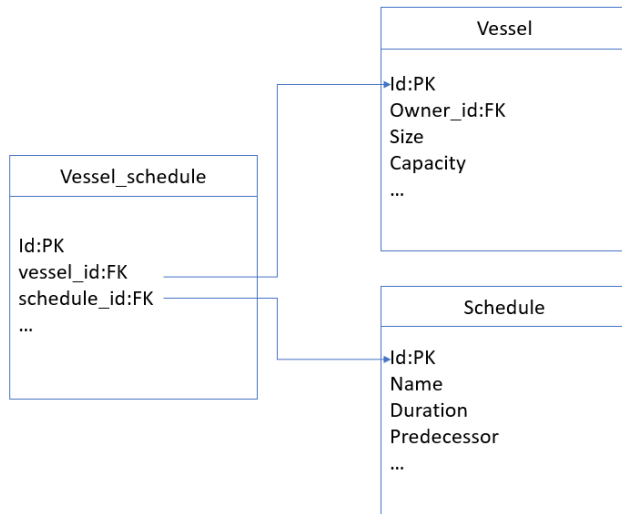 Vessel
Id:PK
Owner_id:FK
Size
Capacity
...
Vessel_schedule
Id:PK
vessel_id:FK
schedule_id:FK
...
Schedule
Id:PK
Name
Duration
Predecessor
...